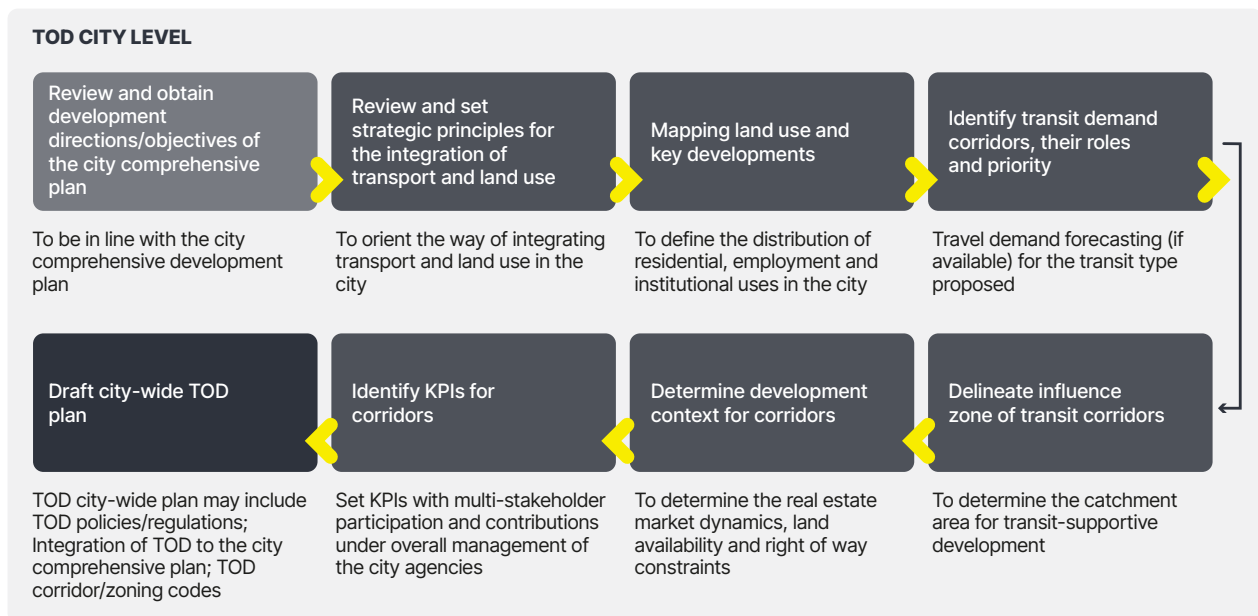 TOD CITY LEVEL
Review and obtain
development
directions/objectives of
the city comprehensive
plan
Review and set
strategic principles for
the integration of
transport and land use
Mapping land use and
key developments
Identify transit demand
corridors, their roles
and priority
To be in line with the city
comprehensive development
plan
To orient the way of integrating
transport and land use in the
city
To define the distribution of
residential, employment and
institutional uses in the city
Travel demand forecasting (if
available) for the transit type
proposed
Draft city-wide TOD
plan
Identify KPIs for
corridors
Determine development
context for corridors
Delineate influence
zone of transit corridors
TOD city-wide plan may include
TOD policies/regulations;
Integration of TOD to the city
comprehensive plan; TOD
corridor/zoning codes
Set KPIs with multi-stakeholder
participation and contributions
under overall management of
the city agencies
To determine the real estate
market dynamics, land
availability and right of way
constraints
To determine the catchment
area for transit-supportive
development